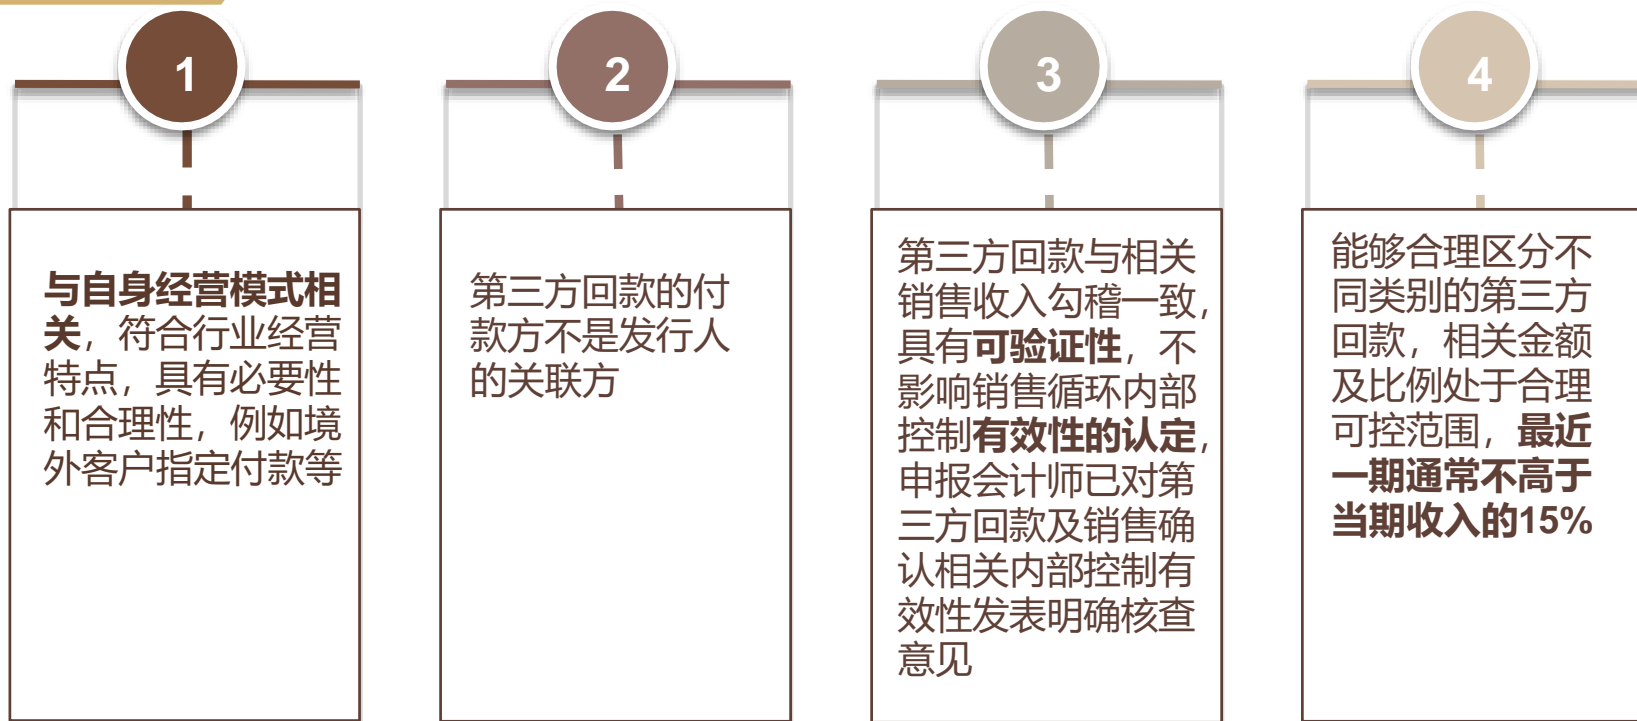 1
与自身经营模式相
关，符合行业经营
特点，具有必要性
和合理性，例如境
外客户指定付款等
2
第三方回款的付
款方不是发行人
的关联方
3
第三方回款与相关
销售收入勾稽一致，
具有可验证性，不
影响销售循环内部
控制有效性的认定，
申报会计师已对第
三方回款及销售确
认相关内部控制有
效性发表明确核查
意见
4
能够合理区分不
同类别的第三方
回款，相关金额
及比例处于合理
可控范围，最近
一期通常不高于
当期收入的15%